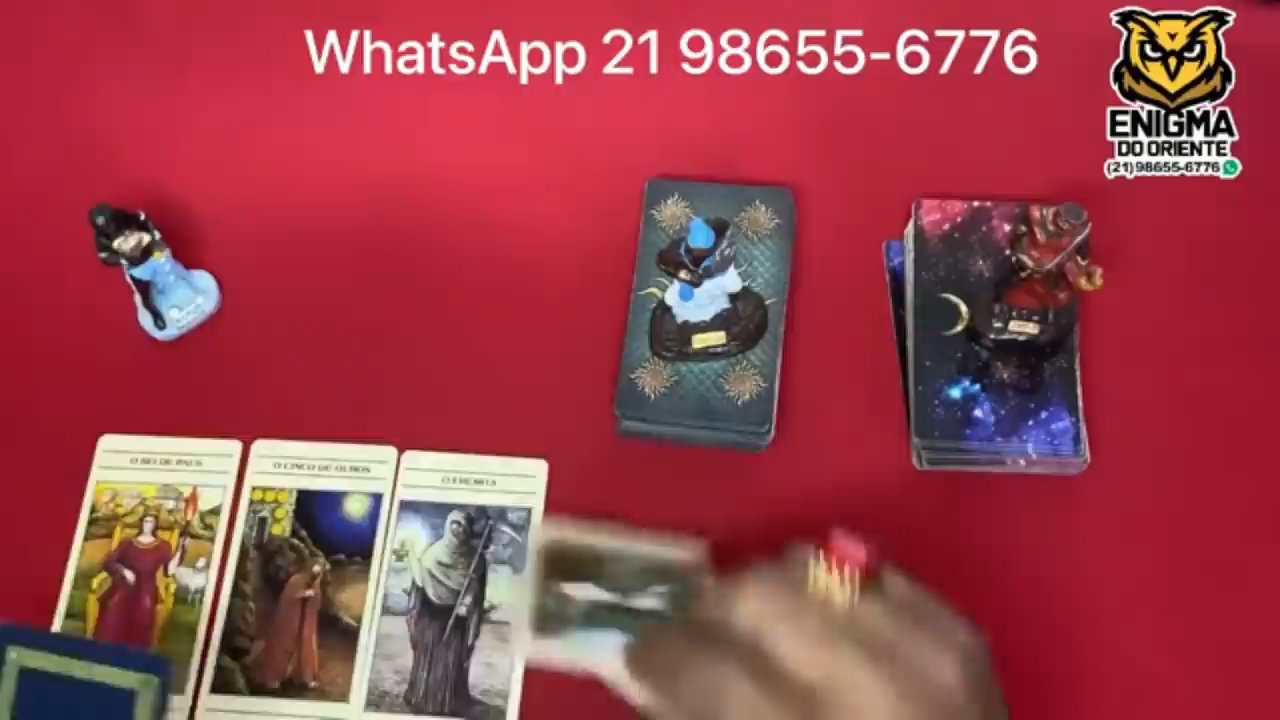 WhatsApp 21 98655-6776
ENIGMA
DO ORIENTE
(21)98655-6776
O REI DE PAUS
O CINCO DE OUROS
O EREMITA